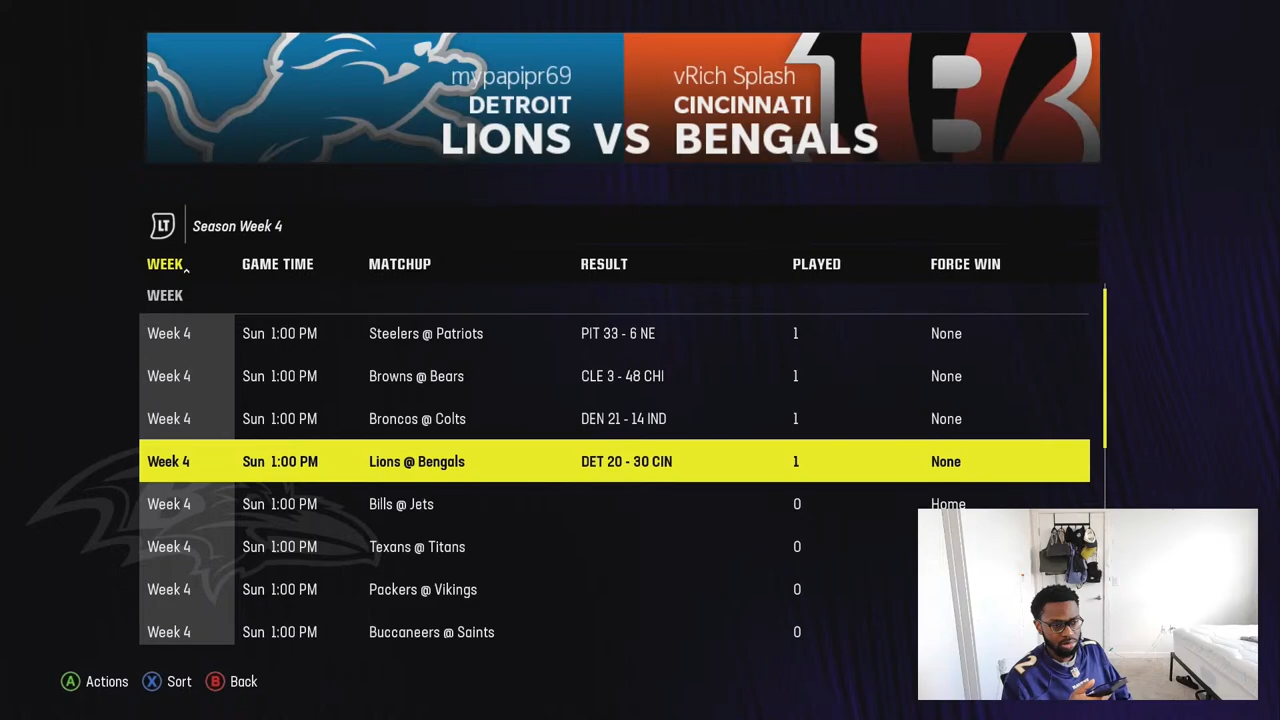 mypapipr69 vRich Splash
DETROIT CINCINNATI
LIONS VS BENGALS
LT Season Week 4
WEEK GAME TIME MATCHUP RESULT PLAYED FORCE WIN
WEEK
Week 4 Sun 1:00 PM Steelers @ Patriots PIT 33 - 6 NE 1 None
Week 4 Sun 1:00 PM Browns @ Bears CLE 3 - 48 CHI 1 None
Week 4 Sun 1:00 PM Broncos @ Colts DEN 21 - 14 IND 1 None
Week 4 Sun 1:00 PM Lions @ Bengals DET 20 - 30 CIN 1 None
Week 4 Sun 1:00 PM Bills @ Jets 0 Home
Week 4 Sun 1:00 PM Texans @ Titans 0
Week 4 Sun 1:00 PM Packers @ Vikings 0
Week 4 Sun 1:00 PM Buccaneers @ Saints 0
A Actions X Sort B Back
2